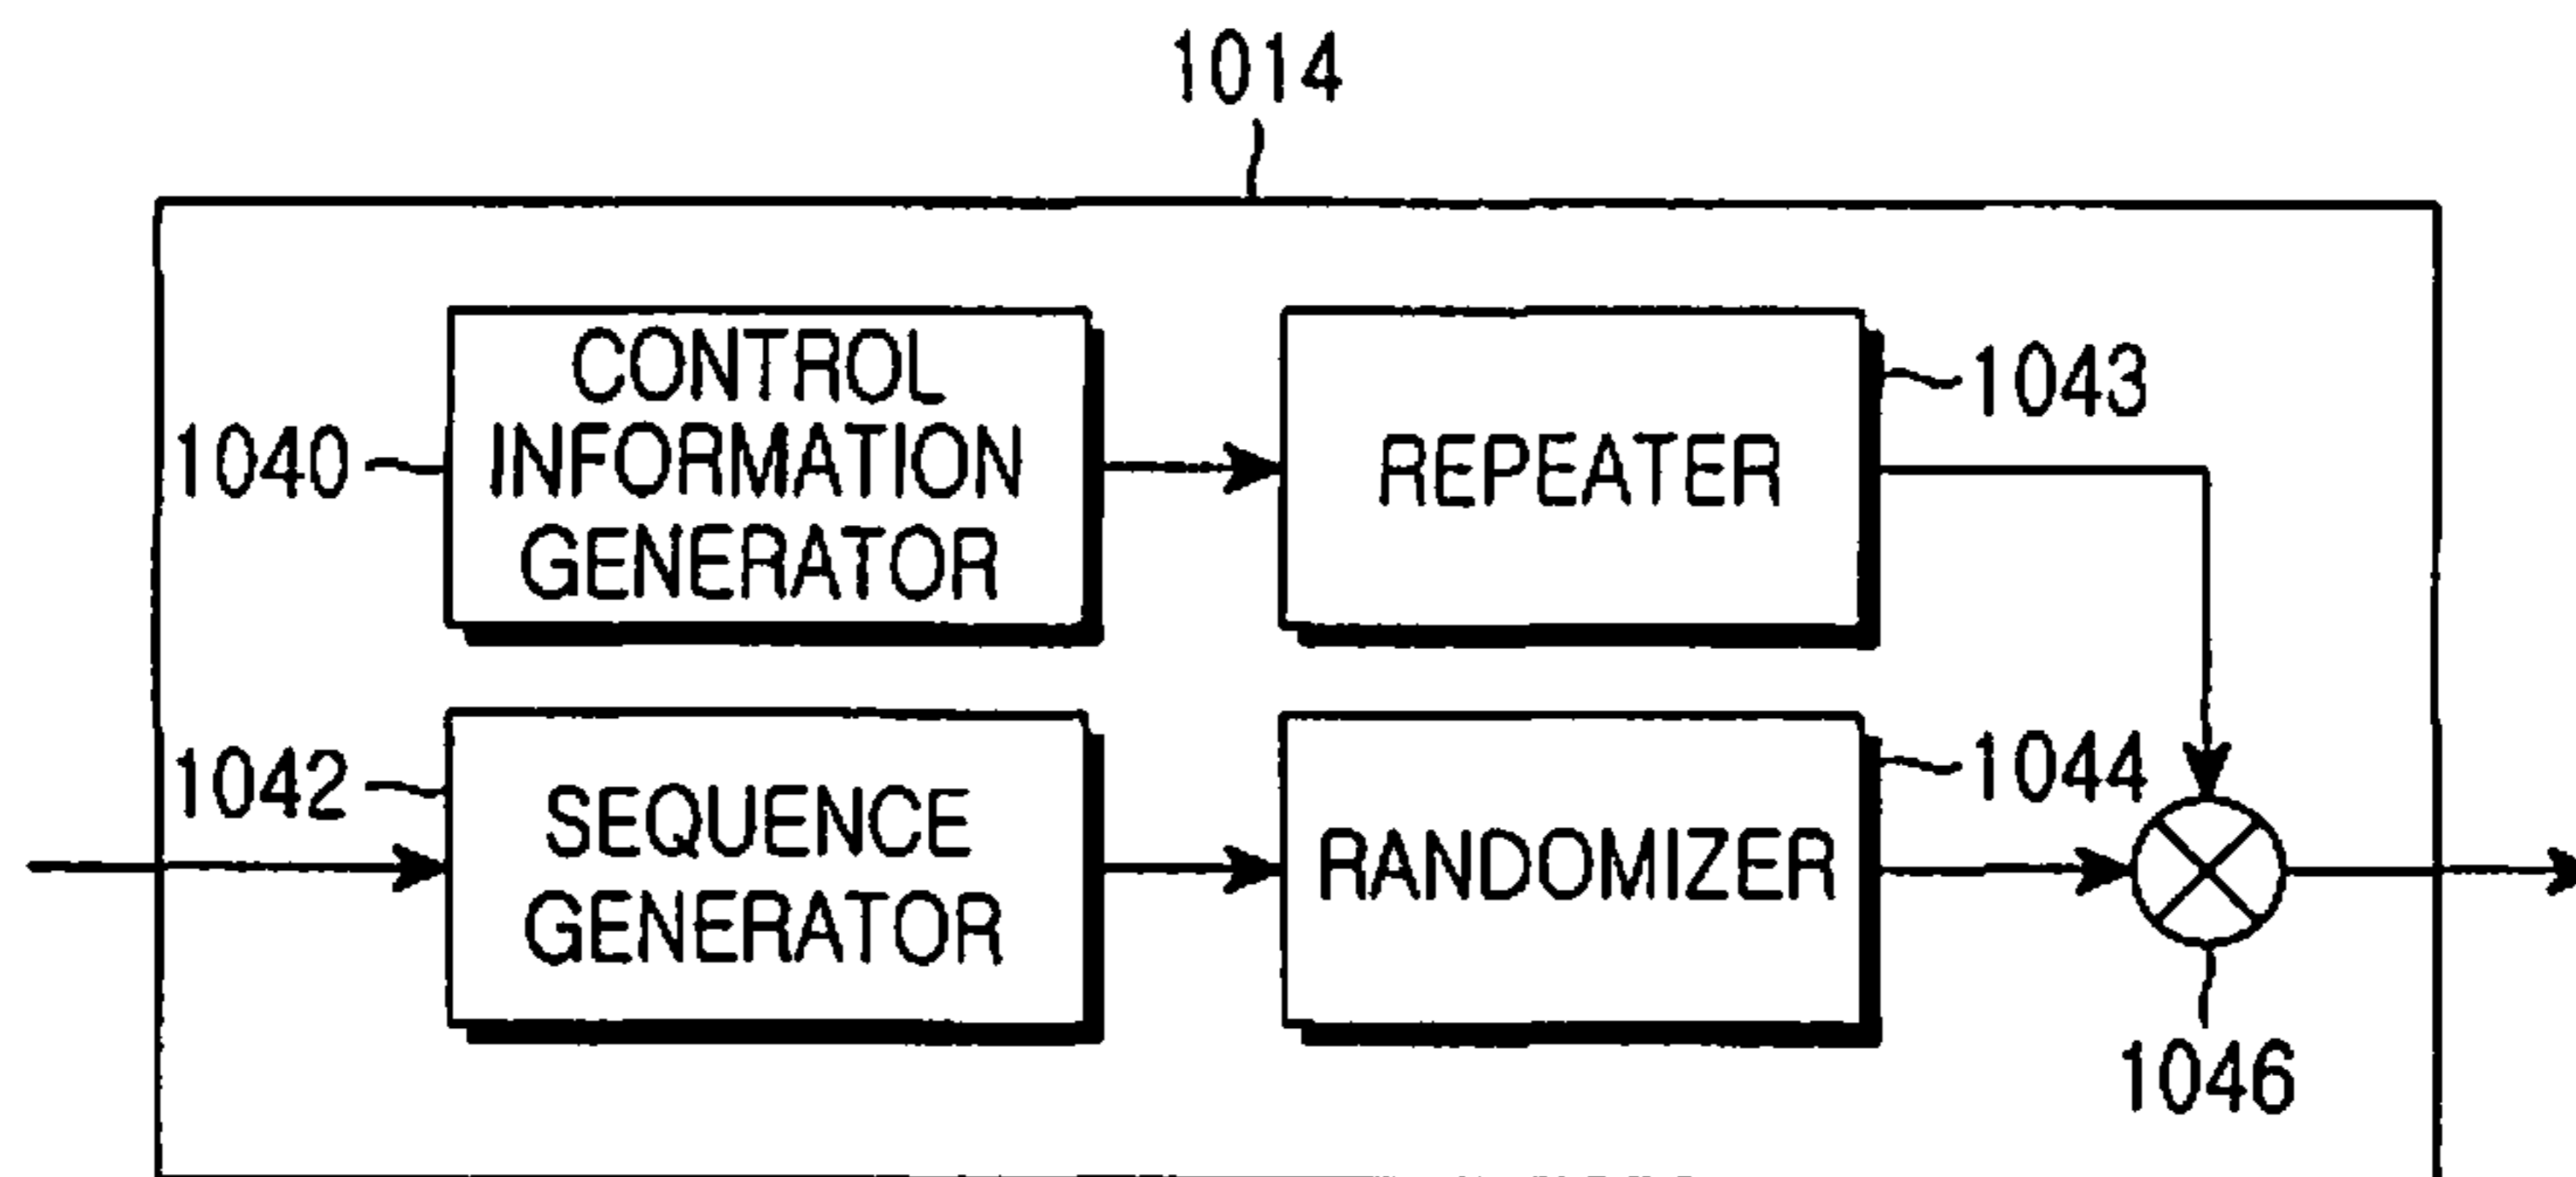 1014
CONTROL
INFORMATION
GENERATOR
1040
REPEATER
1043
1042
SEQUENCE
GENERATOR
RANDOMIZER
1044
1046